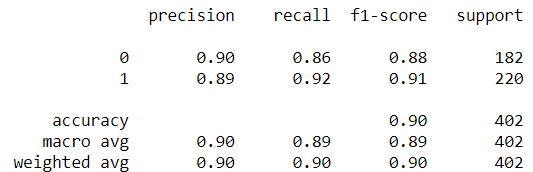 precision recall f1-score support
0 0.90 0.86 0.88 182
1 0.89 0.92 0.91 220
accuracy 0.90 402
macro avg 0.90 0.89 0.89 402
weighted avg 0.90 0.90 0.90 402